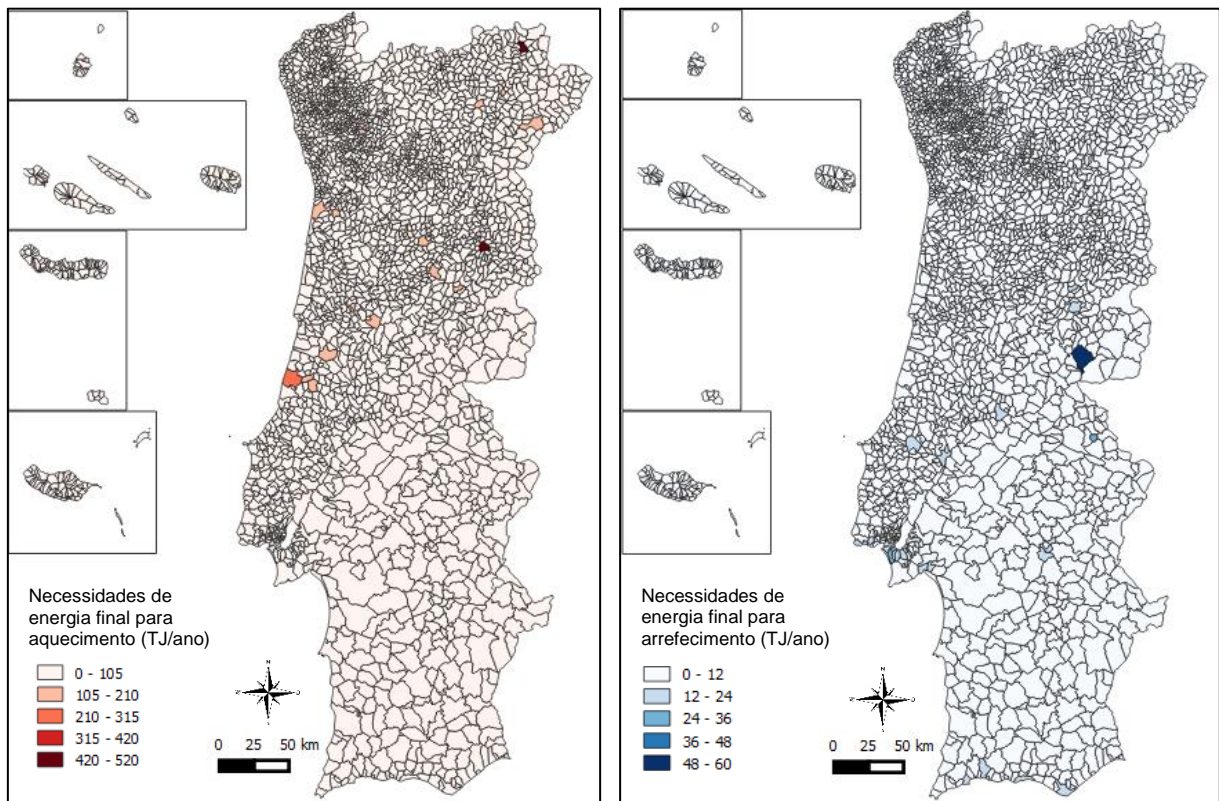 Necessidades de
energia final para
aquecimento (TJ/ano)
0 - 105
105 - 210
210 - 315
315 - 420
420 - 520
N
0 25 50 km
Necessidades de
energia final para
arrefecimento (TJ/ano)
0 - 12
12 - 24
24 - 36
36 - 48
48 - 60
N
0 25 50 km